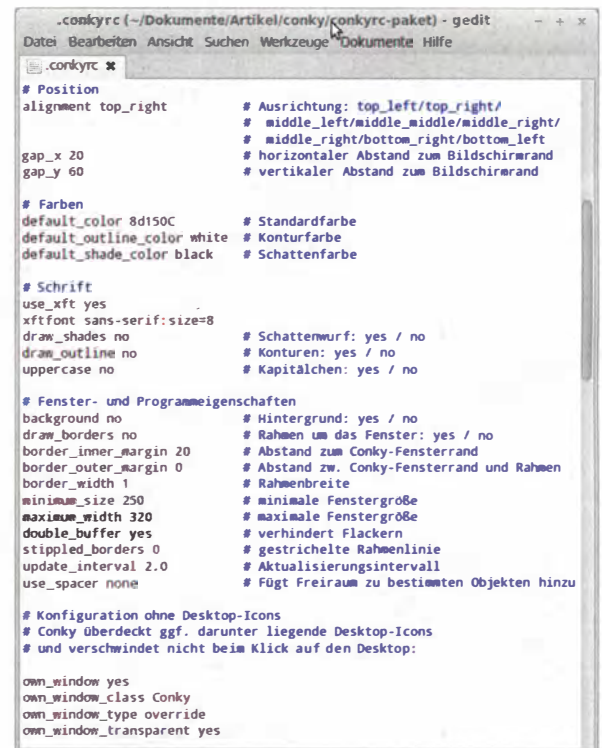 .conkyrc (~/Dokumente/Artikel/conky/conkyrc-paket) - gedit
Datei Bearbeiten Ansicht Suchen Werkzeuge Dokumente Hilfe
.conkyrc
# Position
alignment top_right # Ausrichtung: top_left/top_right/
# middle_left/middle_middle/middle_right/
# middle_right/bottom_right/bottom_left
gap_x 20 # horizontaler Abstand zum Bildschirmrand
gap_y 60 # vertikaler Abstand zum Bildschirmrand
# Farben
default_color 8d150C # Standardfarbe
default_outline_color white # Konturfarbe
default_shade_color black # Schattenfarbe
# Schrift
use_xft yes
xftfont sans-serif:size=8
draw_shades no # Schattenwurf: yes / no
draw_outline no # Konturen: yes / no
uppercase no # Kapitälchen: yes / no
# Fenster- und Programmeigenschaften
background no # Hintergrund: yes / no
draw_borders no # Rahmen um das Fenster: yes / no
border_inner_margin 20 # Abstand zum Conky-Fensterrand
border_outer_margin 0 # Abstand zw. Conky-Fensterrand und Rahmen
border_width 1 # Rahmenbreite
minimum_size 250 # minimale Fenstergröße
maximum_width 320 # maximale Fenstergröße
double_buffer yes # verhindert Flackern
stippled_borders 0 # gestrichelte Rahmenlinie
update_interval 2.0 # Aktualisierungsintervall
use_spacer none # Fügt Freiraum zu bestimmten Objekten hinzu
# Konfiguration ohne Desktop-Icons
# Conky überdeckt ggf. darunter liegende Desktop-Icons
# und verschwindet nicht beim Klick auf den Desktop:
own_window yes
own_window_class Conky
own_window_type override
own_window_transparent yes